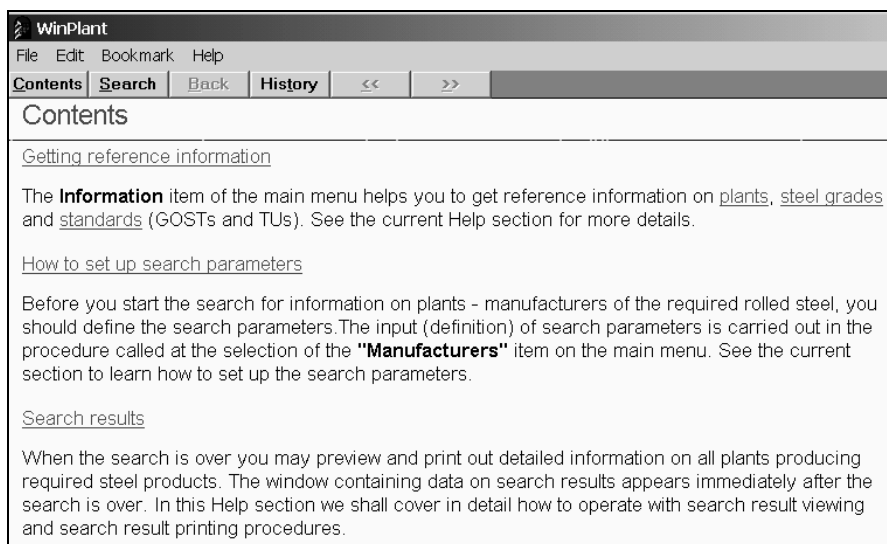 WinPlant
File Edit Bookmark Help
Contents Search Back History << >>
Contents
Getting reference information
The Information item of the main menu helps you to get reference information on plants, steel grades
and standards (GOSTs and TUs). See the current Help section for more details.
How to set up search parameters
Before you start the search for information on plants - manufacturers of the required rolled steel, you
should define the search parameters.The input (definition) of search parameters is carried out in the
procedure called at the selection of the "Manufacturers" item on the main menu. See the current
section to learn how to set up the search parameters.
Search results
When the search is over you may preview and print out detailed information on all plants producing
required steel products. The window containing data on search results appears immediately after the
search is over. In this Help section we shall cover in detail how to operate with search result viewing
and search result printing procedures.